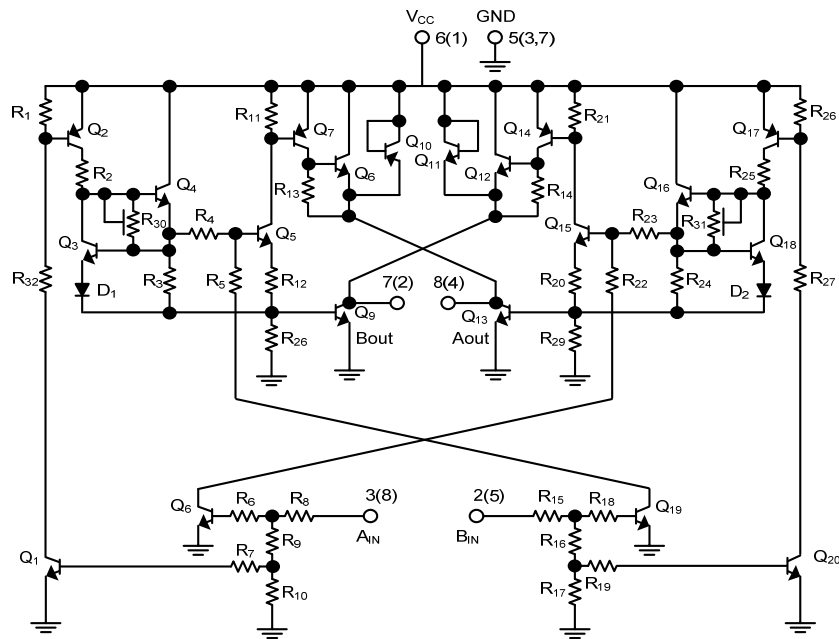 VCC GND
6(1) 5(3,7)
R1 R11 R21 R26
Q2 Q7 Q10 Q14 Q17
Q11
R2 Q4 R13 Q6 Q12 R14 Q16 R25
R30 R4 Q5 Q15 R23 R31
Q3 Q18
R32 D1 R3 R5 R12 R20 R22 R24 D2 R27
Q9 7(2) 8(4) Q13
R26 Bout Aout R29
Q6 R6 R8 3(8) 2(5) R15 R18 Q19
AIN BIN
R9 R16
Q1 R7 Q20
R10 R17 R19